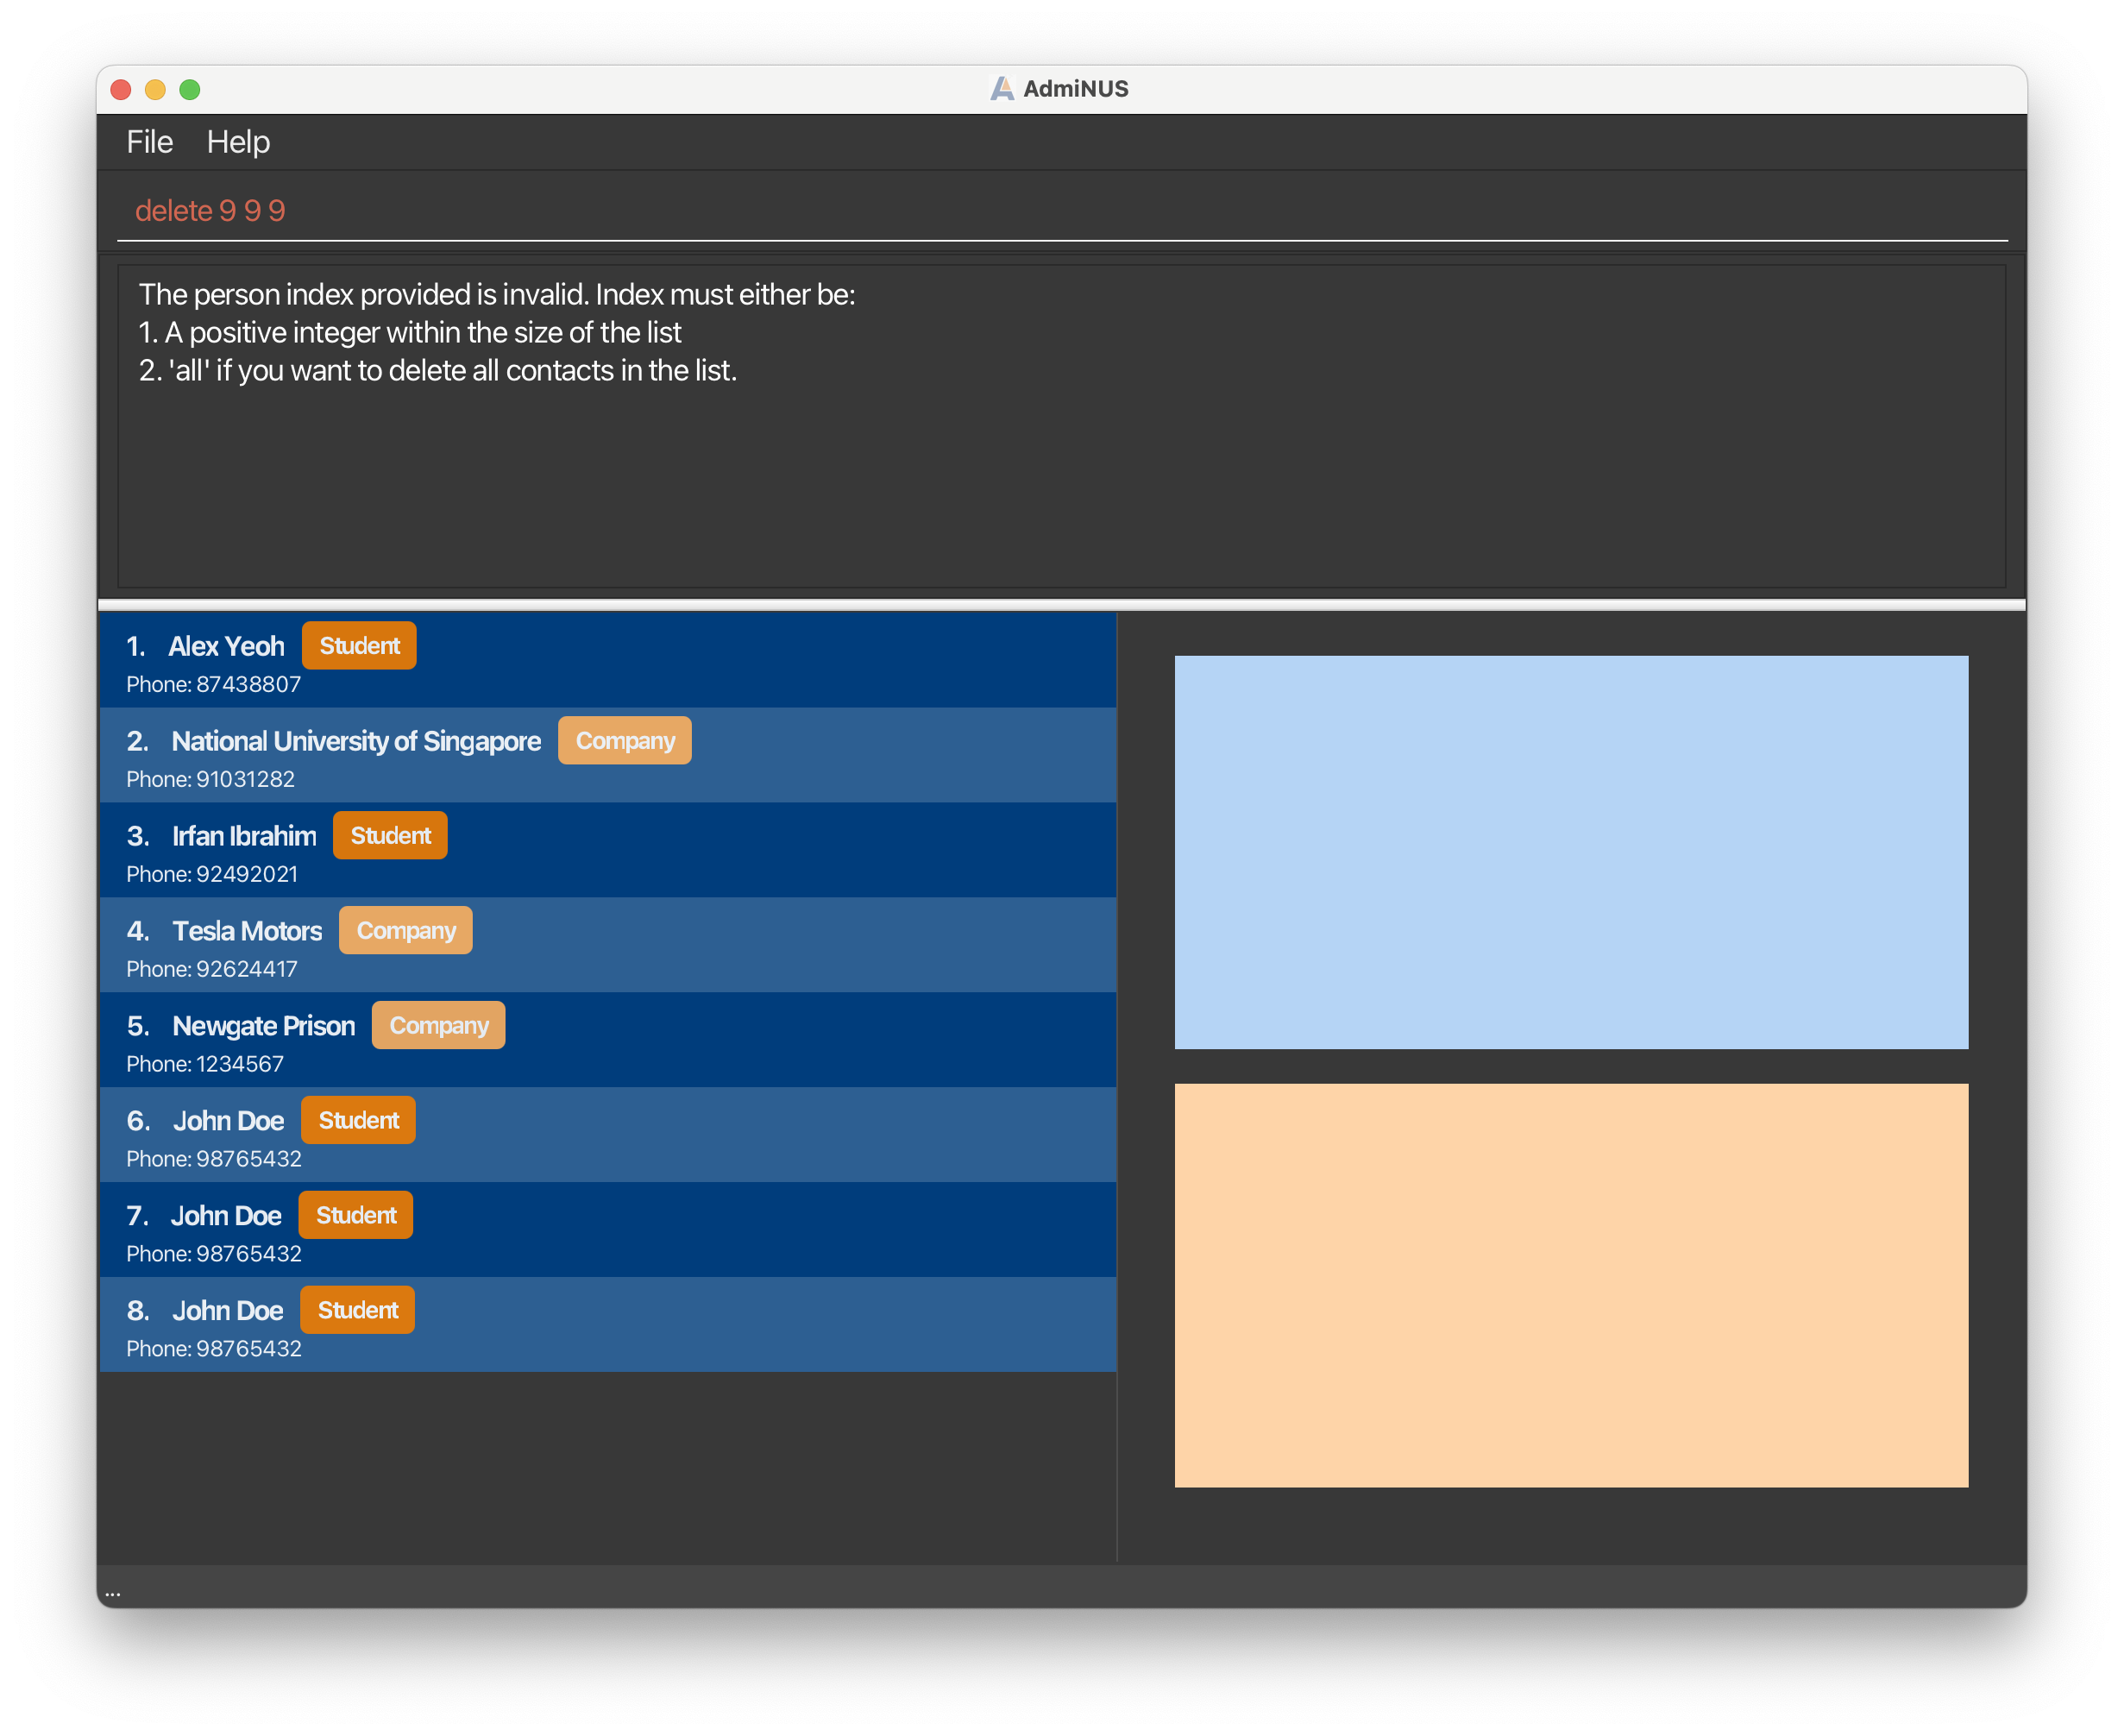 AdmiNUS
File Help
delete 9 9 9
The person index provided is invalid. Index must either be:
1. A positive integer within the size of the list
2. 'all' if you want to delete all contacts in the list.
1. Alex Yeoh Student
Phone: 87438807
2. National University of Singapore Company
Phone: 91031282
3. Irfan Ibrahim Student
Phone: 92492021
4. Tesla Motors Company
Phone: 92624417
5. Newgate Prison Company
Phone: 1234567
6. John Doe Student
Phone: 98765432
7. John Doe Student
Phone: 98765432
8. John Doe Student
Phone: 98765432
...